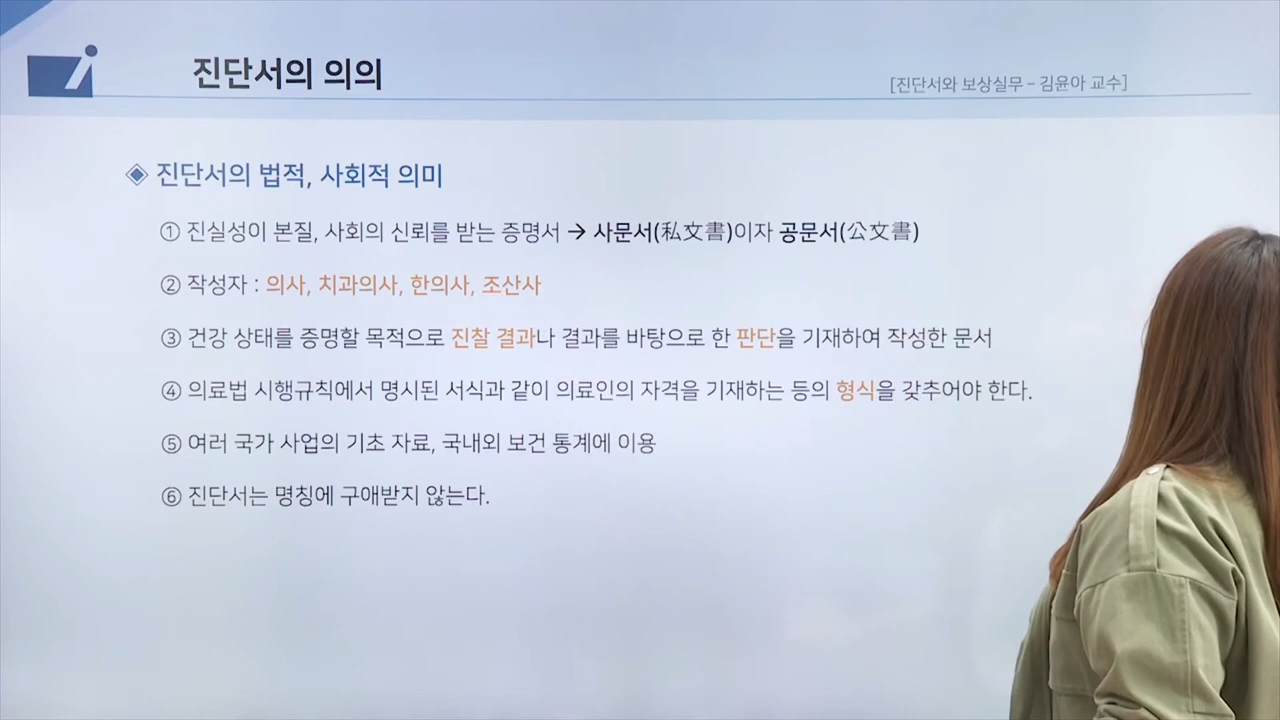 진단서의 의의
[진단서와 보상실무 – 김윤아 교수]
◈ 진단서의 법적, 사회적 의미
① 진실성이 본질, 사회의 신뢰를 받는 증명서 → 사문서(私文書)이자 공문서(公文書)
② 작성자 : 의사, 치과의사, 한의사, 조산사
③ 건강 상태를 증명할 목적으로 진찰 결과나 결과를 바탕으로 한 판단을 기재하여 작성한 문서
④ 의료법 시행규칙에서 명시된 서식과 같이 의료인의 자격을 기재하는 등의 형식을 갖추어야 한다.
⑤ 여러 국가 사업의 기초 자료, 국내외 보건 통계에 이용
⑥ 진단서는 명칭에 구애받지 않는다.